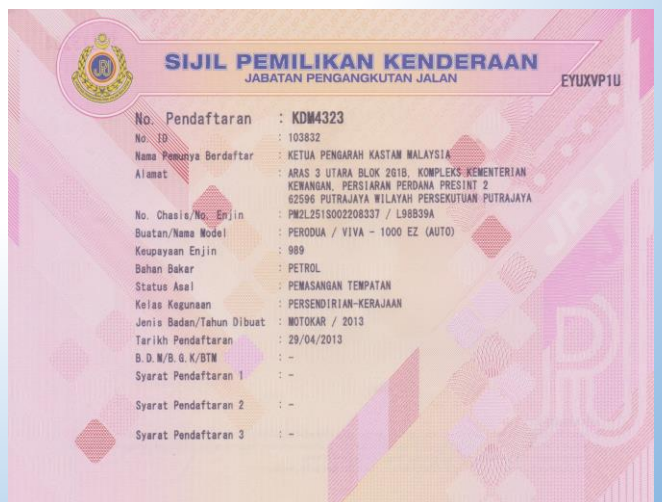 SIJIL PEMILIKAN KENDERAAN
JABATAN PENGANGKUTAN JALAN
EYUXVP1U
No. Pendaftaran : KDM4323
No. ID : 103832
Nama Pemunya Berdaftar : KETUA PENGARAH KASTAM MALAYSIA
Alamat : ARAS 3 UTARA BLOK 2G1B, KOMPLEKS KEMENTERIAN
KEWANGAN, PERSIARAN PERDANA PRESINT 2
62596 PUTRAJAYA WILAYAH PERSEKUTUAN PUTRAJAYA
No. Chasis/No. Enjin : PM2L251S002208337 / L98B39A
Buatan/Nama Model : PERODUA / VIVA - 1000 EZ (AUTO)
Keupayaan Enjin : 989
Bahan Bakar : PETROL
Status Asal : PEMASANGAN TEMPATAN
Kelas Kegunaan : PERSENDIRIAN-KERAJAAN
Jenis Badan/Tahun Dibuat : MOTOKAR / 2013
Tarikh Pendaftaran : 29/04/2013
B.D.M/B.G.K/BTM : -
Syarat Pendaftaran 1 : -
Syarat Pendaftaran 2 : -
Syarat Pendaftaran 3 : -
JPJ